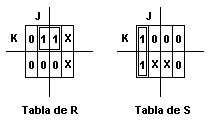 J J
K 0 1 1 X K 1 0 0 0
0 0 0 X 1 X X 0
Tabla de R Tabla de S